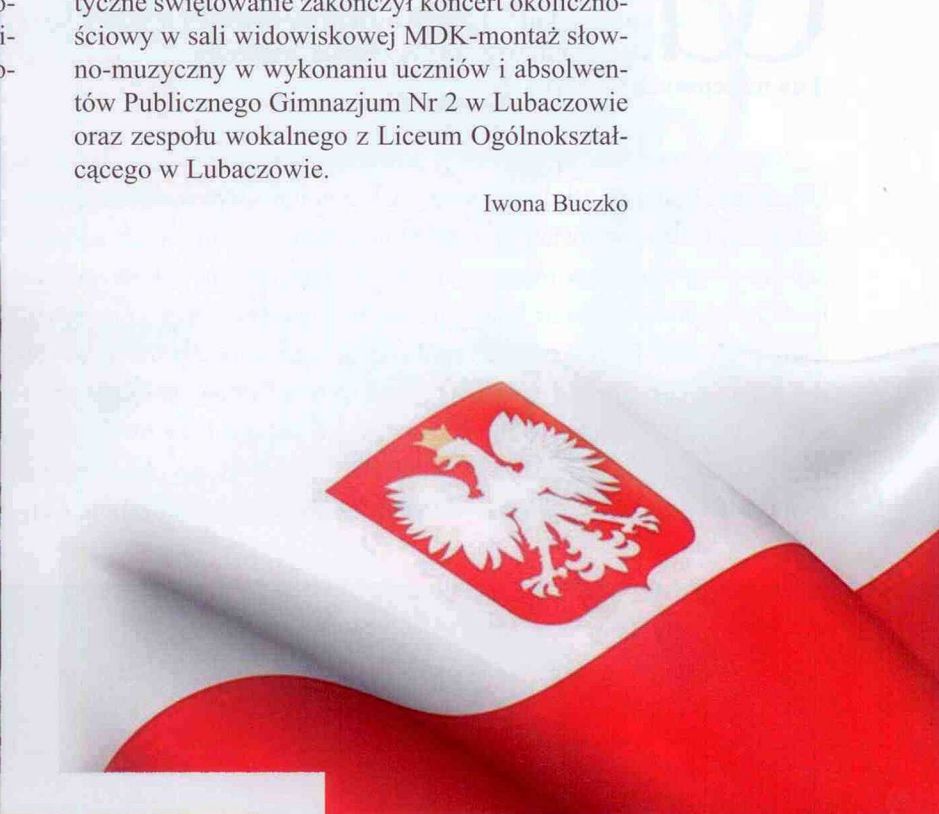 o-
i-
o-
tyczne świętowanie zakończył koncert okoliczno-
ściowy w sali widowiskowej MDK-montaż słow-
no-muzyczny w wykonaniu uczniów i absolwen-
tów Publicznego Gimnazjum Nr 2 w Lubaczowie
oraz zespołu wokalnego z Liceum Ogólnokształ-
cącego w Lubaczowie.
Iwona Buczko